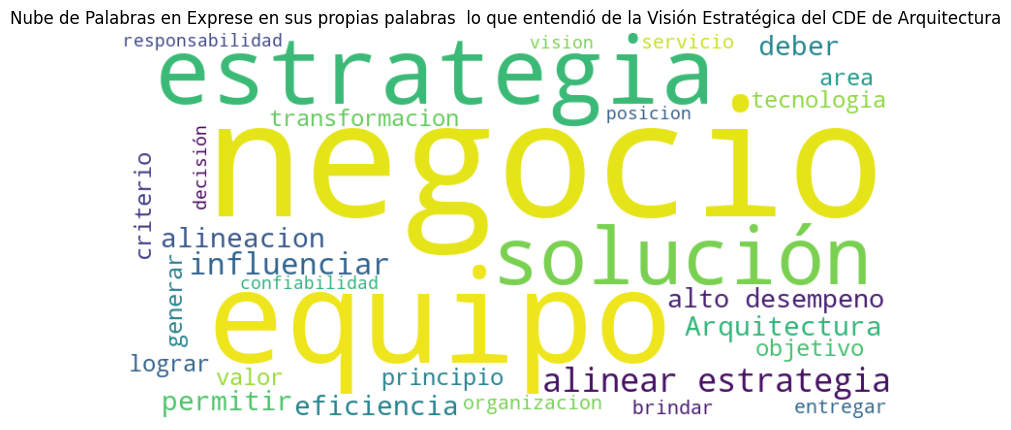 Nube de Palabras en Exprese en sus propias palabras  lo que entendió de la Visión Estratégica del CDE de Arquitectura
responsabilidad
vision
servicio
deber
estrategia
area
tecnologia
transformacion
posicion
negocio
decisión
criterio
alineacion
solución
influenciar
generar
confiabilidad
equipo
alto desempeno
Arquitectura
objetivo
lograr
valor
principio
alinear estrategia
permitir
eficiencia
organizacion
brindar
entregar